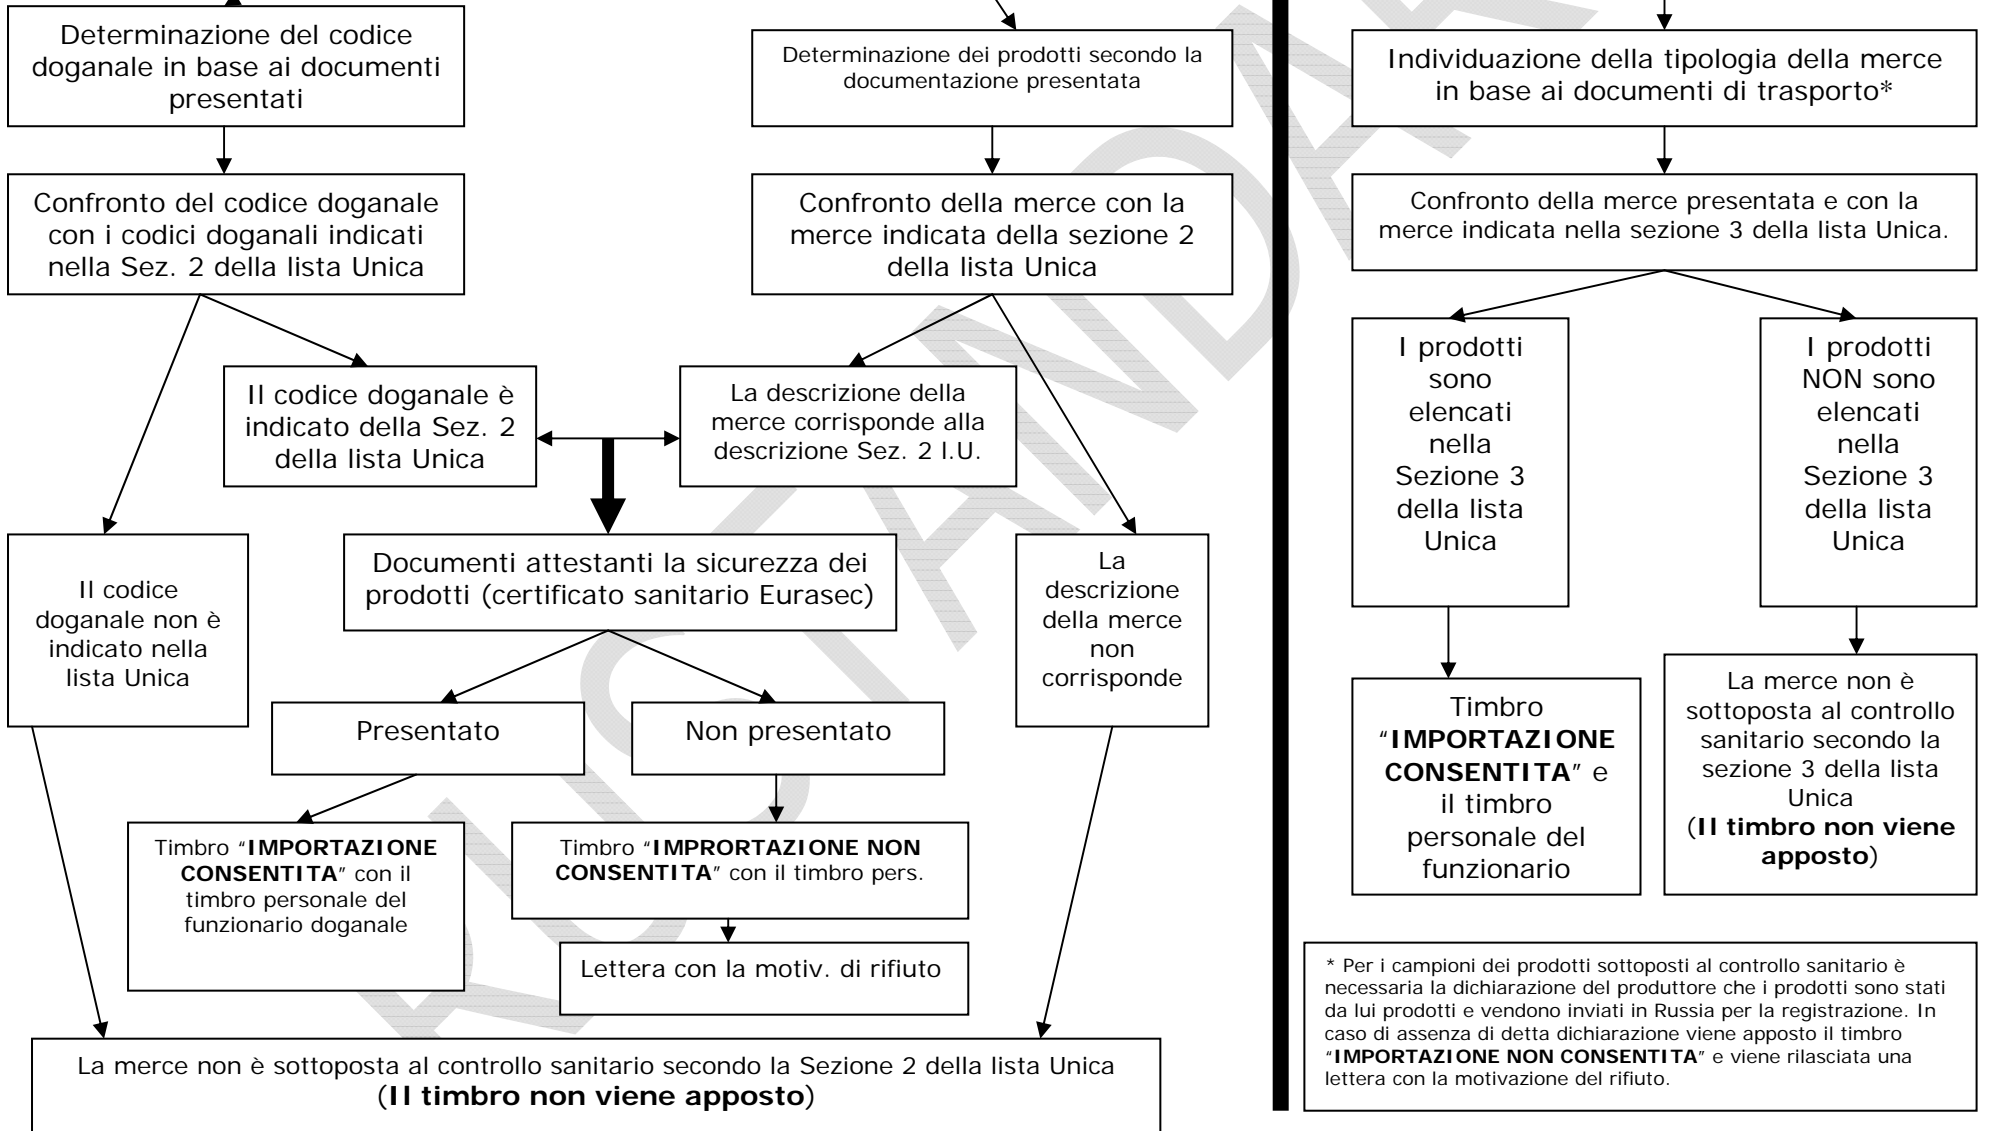 Determinazione del codice
doganale in base ai documenti
presentati
Determinazione dei prodotti secondo la
documentazione presentata
Individuazione della tipologia della merce
in base ai documenti di trasporto*
Confronto del codice doganale
con i codici doganali indicati
nella Sez. 2 della lista Unica
Confronto della merce con la
merce indicata della sezione 2
della lista Unica
Confronto della merce presentata e con la
merce indicata nella sezione 3 della lista Unica.
Il codice doganale è
indicato della Sez. 2
della lista Unica
La descrizione della
merce corrisponde alla
descrizione Sez. 2 l.U.
I prodotti
sono
elencati
nella
Sezione 3
della lista
Unica
I prodotti
NON sono
elencati
nella
Sezione 3
della lista
Unica
Il codice
doganale non è
indicato nella
lista Unica
Documenti attestanti la sicurezza dei
prodotti (certificato sanitario Eurasec)
La
descrizione
della merce
non
corrisponde
Presentato
Non presentato
Timbro
“IMPORTAZIONE
CONSENTITA” e
il timbro
personale del
funzionario
La merce non è
sottoposta al controllo
sanitario secondo la
sezione 3 della lista
Unica
(Il timbro non viene
apposto)
Timbro “IMPORTAZIONE
CONSENTITA” con il
timbro personale del
funzionario doganale
Timbro “IMPRORTAZIONE NON
CONSENTITA” con il timbro pers.
Lettera con la motiv. di rifiuto
La merce non è sottoposta al controllo sanitario secondo la Sezione 2 della lista Unica
(Il timbro non viene apposto)
* Per i campioni dei prodotti sottoposti al controllo sanitario è
necessaria la dichiarazione del produttore che i prodotti sono stati
da lui prodotti e vendono inviati in Russia per la registrazione. In
caso di assenza di detta dichiarazione viene apposto il timbro
“IMPORTAZIONE NON CONSENTITA” e viene rilasciata una
lettera con la motivazione del rifiuto.
RUSTANDA